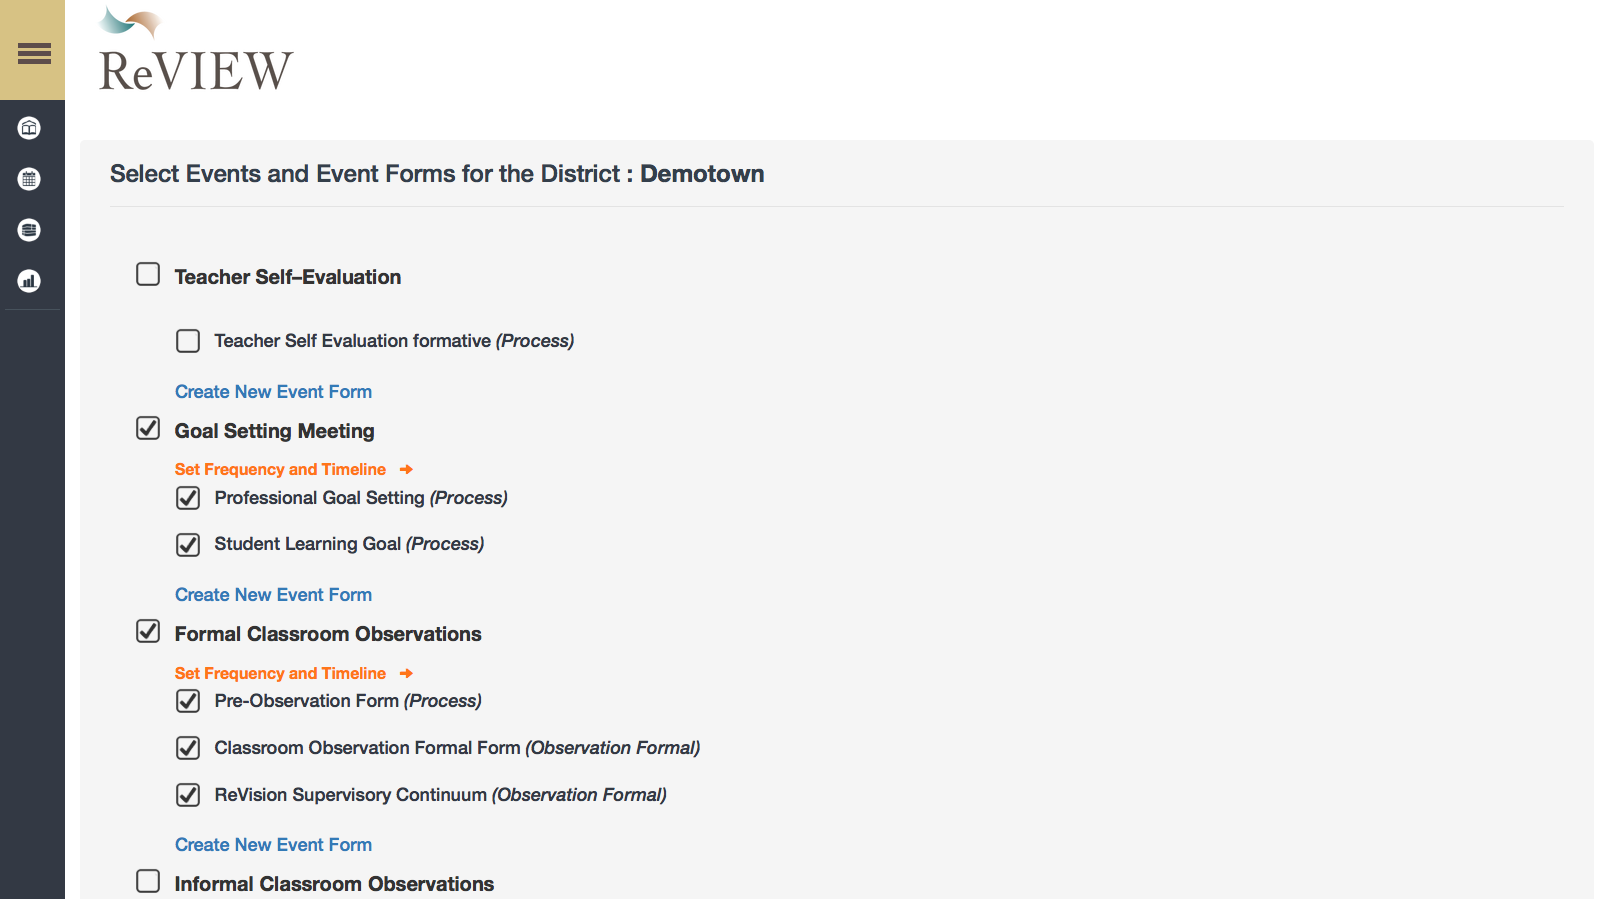 ReVIEW
Select Events and Event Forms for the District : Demotown
Teacher Self–Evaluation
Teacher Self Evaluation formative (Process)
Create New Event Form
Goal Setting Meeting
Set Frequency and Timeline
Professional Goal Setting (Process)
Student Learning Goal (Process)
Create New Event Form
Formal Classroom Observations
Set Frequency and Timeline
Pre-Observation Form (Process)
Classroom Observation Formal Form (Observation Formal)
ReVision Supervisory Continuum (Observation Formal)
Create New Event Form
Informal Classroom Observations